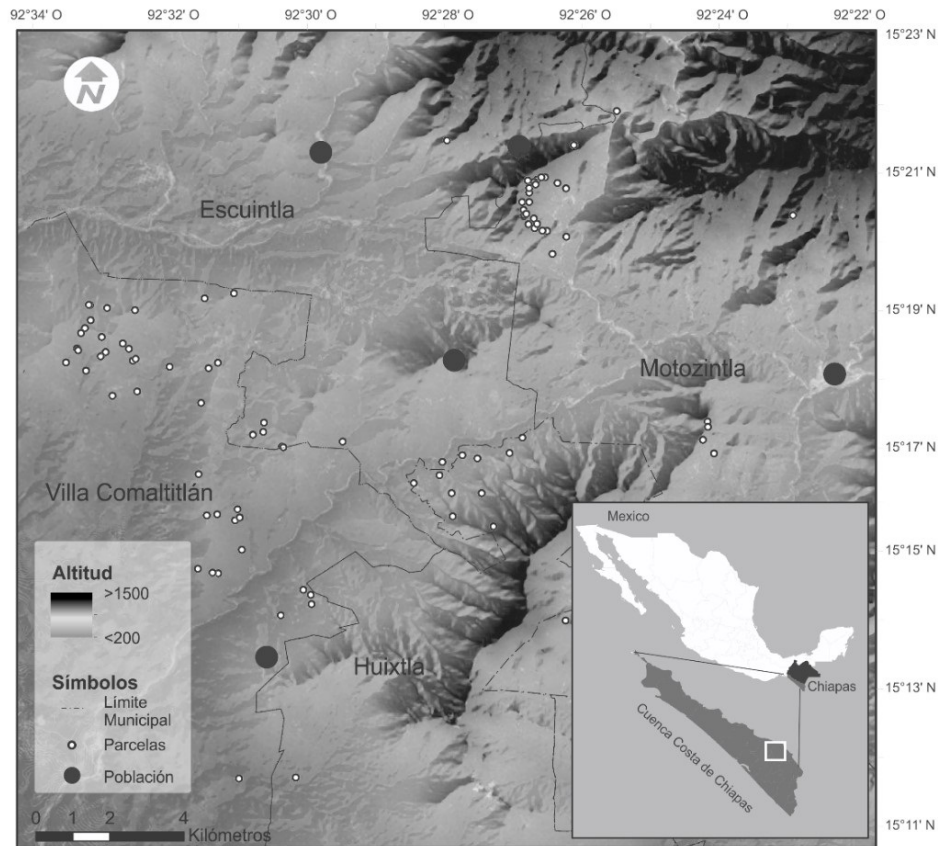 92°34' O 92°32' O 92°30' O 92°28' O 92°26' O 92°24' O 92°22' O
15°23' N
N
15°21' N
Escuintla
15°19' N
Motozintla
15°17' N
Villa Comaltitlán
Mexico
15°15' N
Altitud
>1500
<200
Huixtla
Chiapas
15°13' N
Símbolos
Límite
Municipal
Parcelas
Población
Cuenca Costa de Chiapas
0 1 2 4
Kilómetros
15°11' N